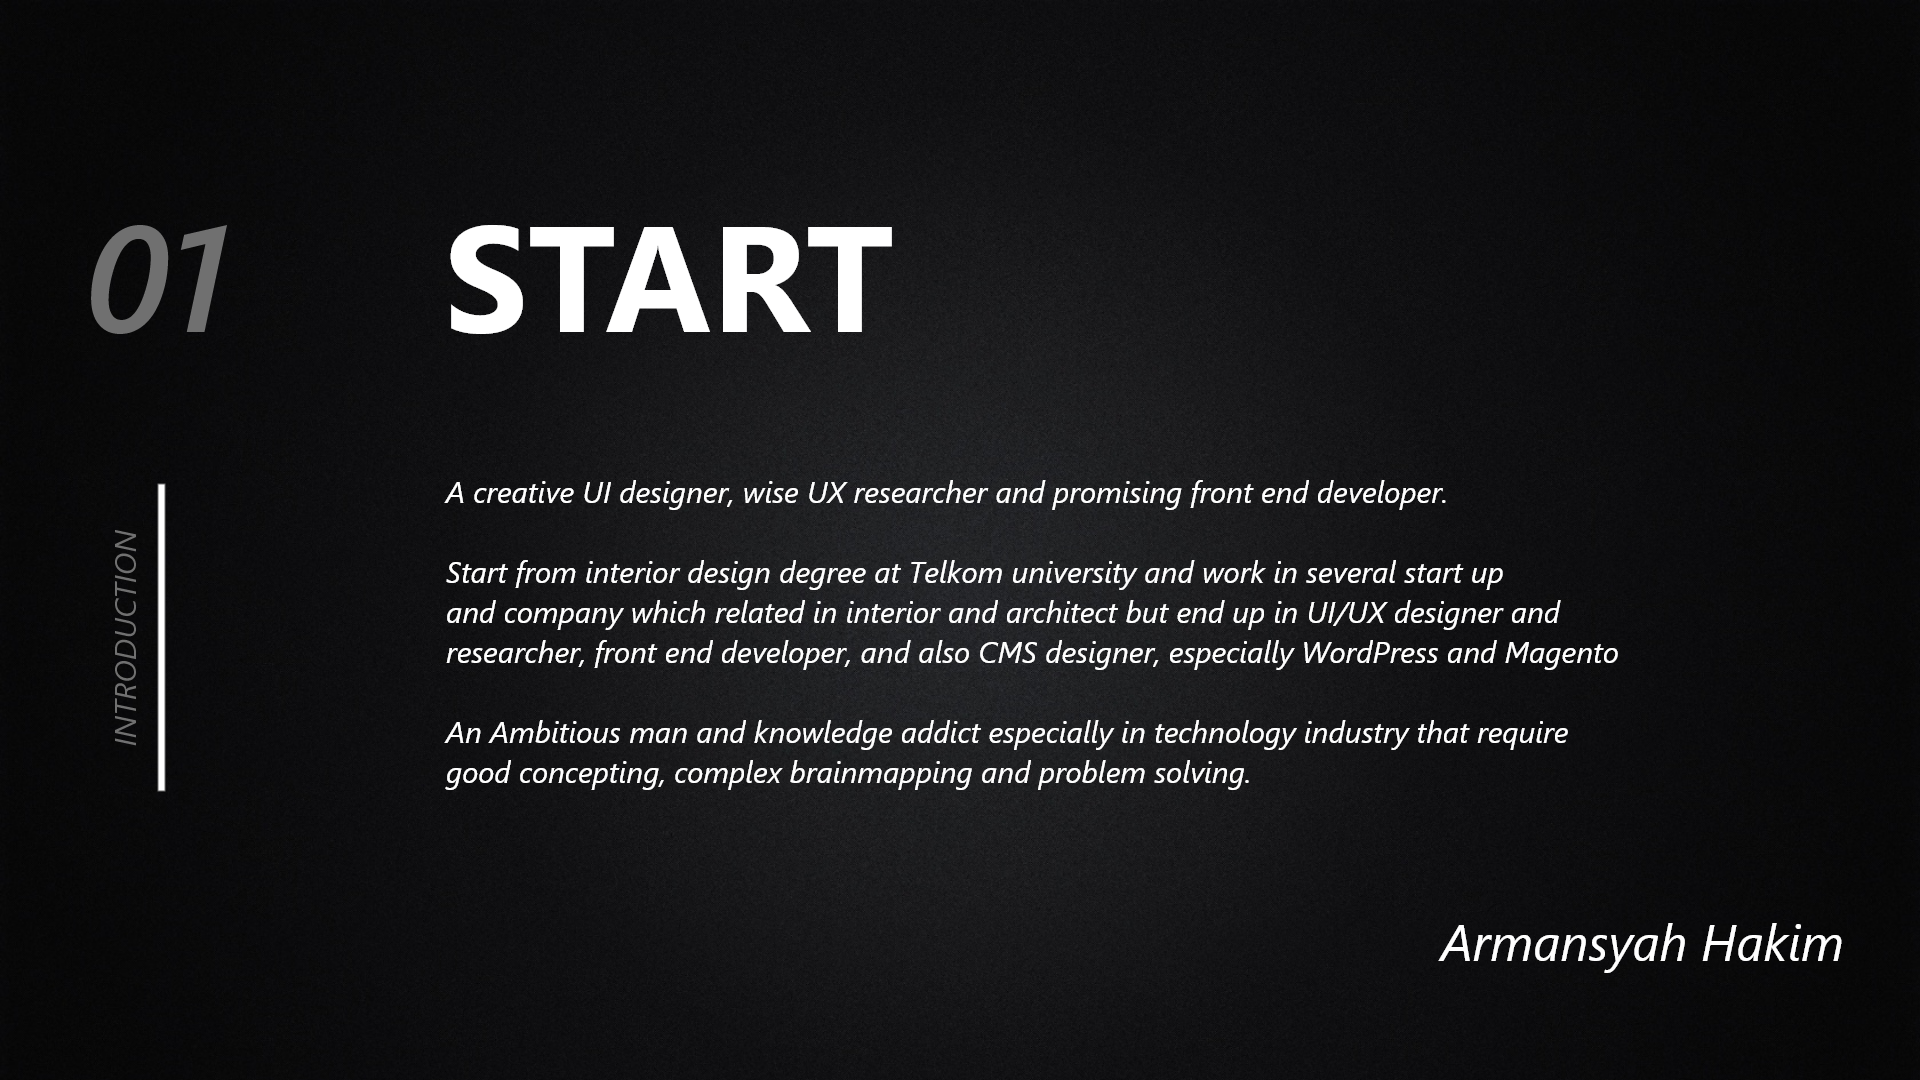 01
START
INTRODUCTION
A creative UI designer, wise UX researcher and promising front end developer.
Start from interior design degree at Telkom university and work in several start up
and company which related in interior and architect but end up in UI/UX designer and
researcher, front end developer, and also CMS designer, especially WordPress and Magento
An Ambitious man and knowledge addict especially in technology industry that require
good concepting, complex brainmapping and problem solving.
Armansyah Hakim